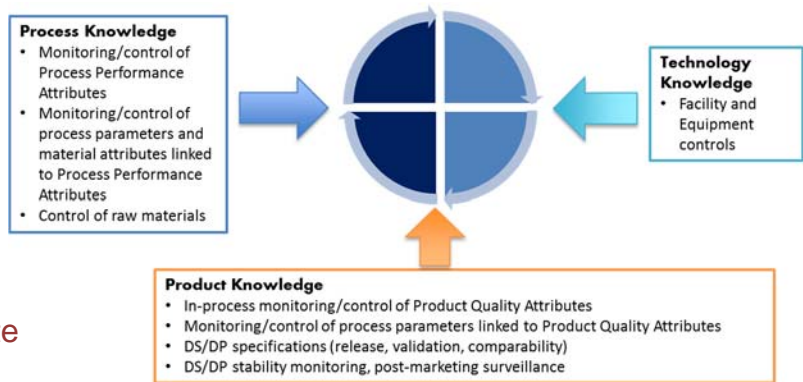 Process Knowledge
• Monitoring/control of
Process Performance
Attributes
• Monitoring/control of
process parameters and
material attributes linked
to Process Performance
Attributes
• Control of raw materials
Technology
Knowledge
• Facility and
Equipment
controls
Product Knowledge
• In-process monitoring/control of Product Quality Attributes
• Monitoring/control of process parameters linked to Product Quality Attributes
• DS/DP specifications (release, validation, comparability)
• DS/DP stability monitoring, post-marketing surveillance